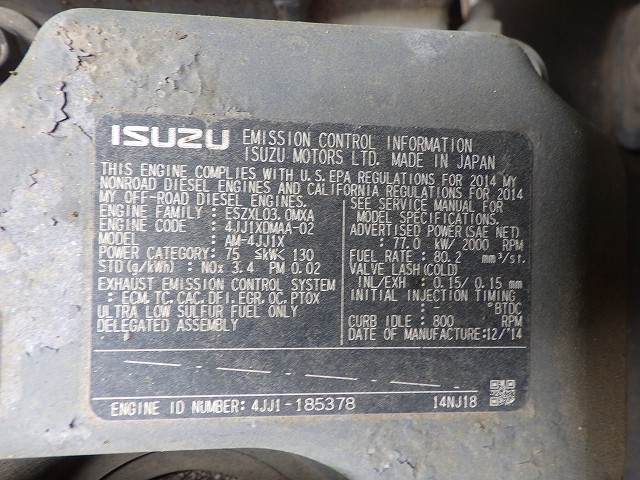 ISUZU EMISSION CONTROL INFORMATION
ISUZU MOTORS LTD. MADE IN JAPAN
THIS ENGINE COMPLIES WITH U.S.EPA REGULATIONS FOR 2014 MY
NONROAD DIESEL ENGINES AND CALIFORNIA REGULATIONS FOR 2014
MY OFF-ROAD DIESEL ENGINES.
ENGINE FAMILY : ESZXL03.0MXA
ENGINE CODE : 4JJ1XDMAA-02
MODEL : AM-4JJ1X
POWER CATEGORY: 75 ≤kW< 130
STD (g/kWh) : NOx 3.4 PM 0.02
EXHAUST EMISSION CONTROL SYSTEM
: ECM, TC, CAC, DFI, EGR, OC, PTOX
ULTRA LOW SULFUR FUEL ONLY
DELEGATED ASSEMBLY
SEE SERVICE MANUAL FOR
ADVERTISED POWER (SAE NET)
: 77.0 kW/ 2000 RPM
FUEL RATE : 80.2 mm³/st.
VALVE LASH (COLD)
INL/EXH : 0.15/ 0.15 mm
INITIAL INJECTION TIMING
: °BTDC
CURB IDLE : 800 RPM
DATE OF MANUFACTURE:12/'14
ENGINE ID NUMBER: 4JJ1-185378 14NJ18